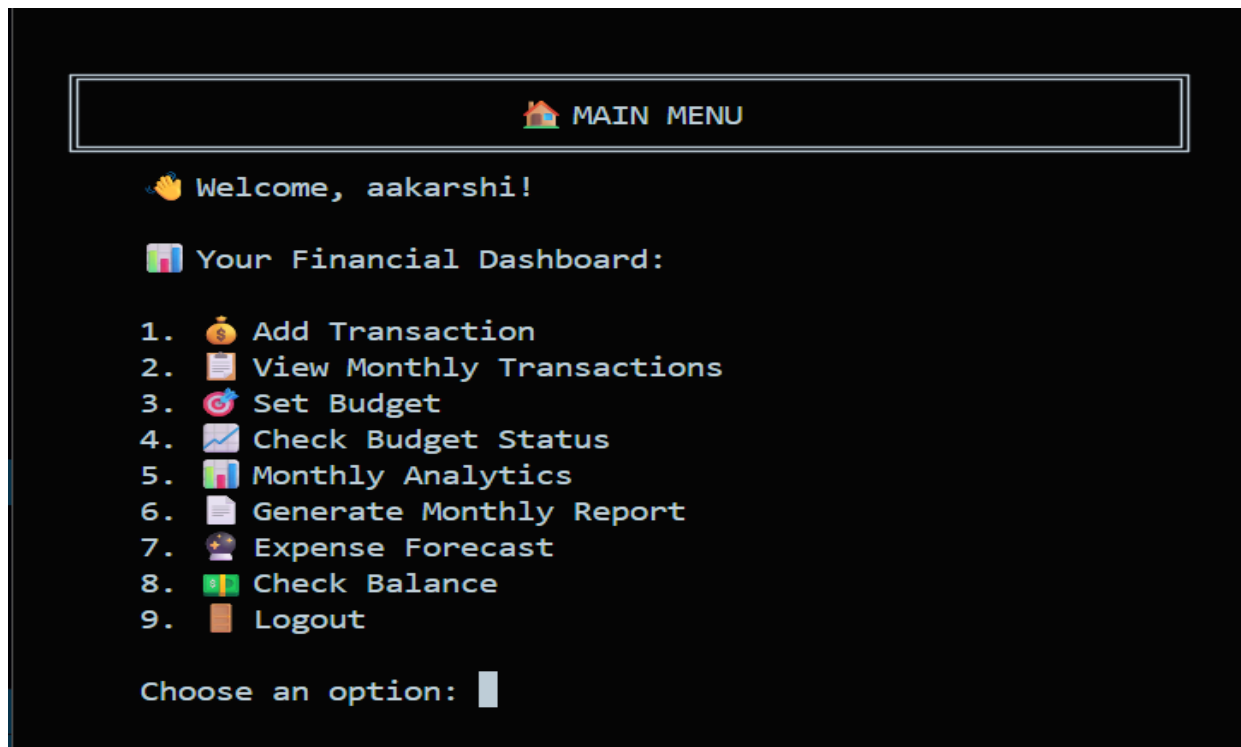 🏠 MAIN MENU
👋 Welcome, aakarshi!
📊 Your Financial Dashboard:
1. 💰 Add Transaction
2. 📋 View Monthly Transactions
3. 🎯 Set Budget
4. 📈 Check Budget Status
5. 📊 Monthly Analytics
6. 📄 Generate Monthly Report
7. 🔮 Expense Forecast
8. 💵 Check Balance
9. 🚪 Logout
Choose an option: